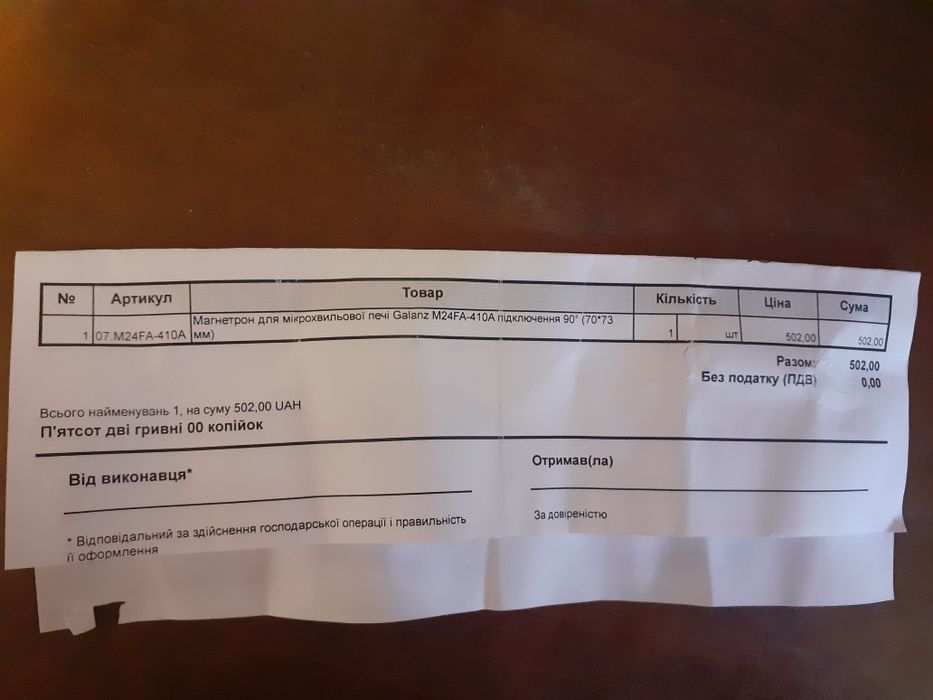 № Артикул Товар Кількість Ціна Сума
1 07.M24FA-410A Магнетрон для мікрохвильової печі Galanz M24FA-410A підключення 90° (70*73 мм) 1 шт 502,00 502,00
Разом: 502,00
Без податку (ПДВ) 0,00
Всього найменувань 1, на суму 502,00 UAH
П'ятсот дві гривні 00 копійок
Від виконавця*
Отримав(ла)
За довіреністю
* Відповідальний за здійснення господарської операції і правильність
її оформлення